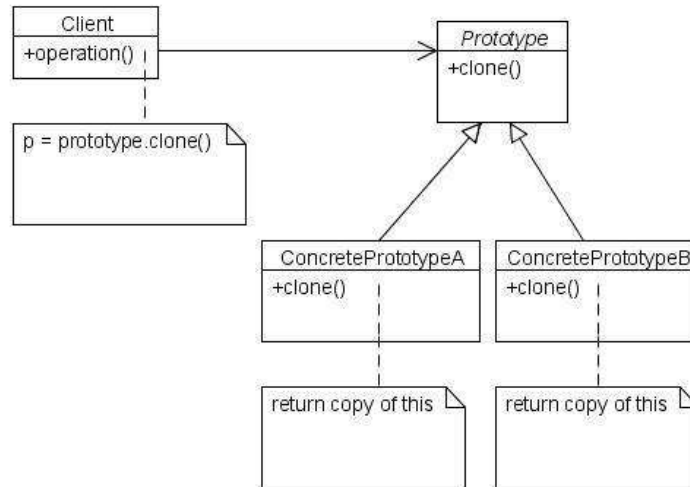 Client
+operation()
Prototype
+clone()
p = prototype.clone()
ConcretePrototypeA
+clone()
ConcretePrototypeB
+clone()
return copy of this
return copy of this